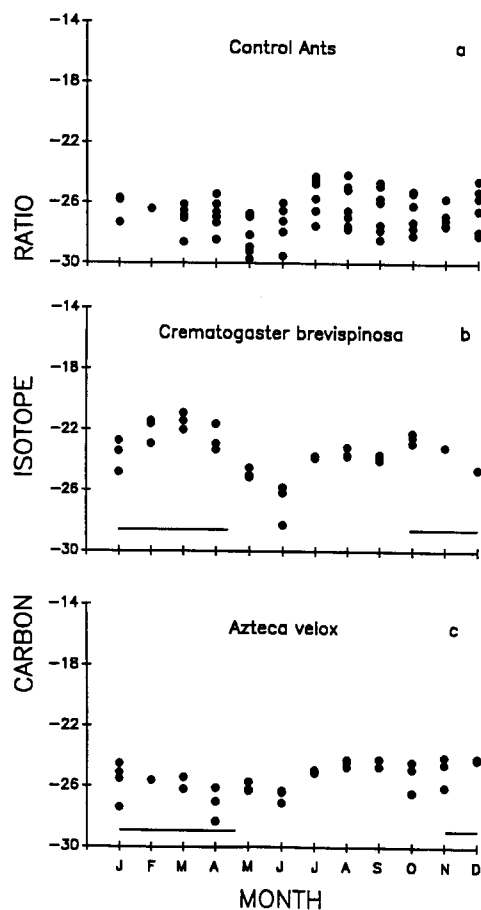 -14
Control Ants a
-18
-22
-26
-30
-14
Crematogaster brevispinosa b
-18
-22
-26
-30
-14
Azteca velox c
-18
-22
-26
-30
J F M A M J J A S O N D
MONTH
CARBON ISOTOPE RATIO